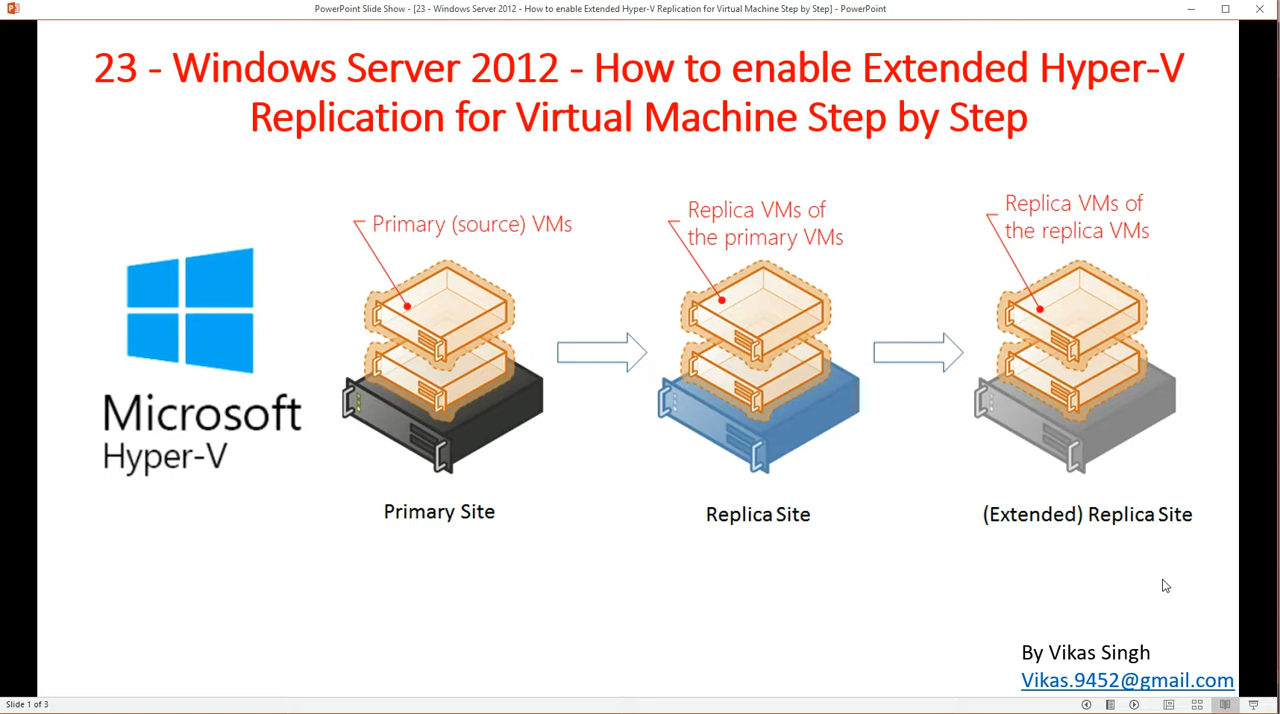 PowerPoint Slide Show - [23 - Windows Server 2012 - How to enable Extended Hyper-V Replication for Virtual Machine Step by Step] - PowerPoint
23 - Windows Server 2012 - How to enable Extended Hyper-V
Replication for Virtual Machine Step by Step
Primary (source) VMs
Replica VMs of
the primary VMs
Replica VMs of
the replica VMs
Microsoft
Hyper-V
Primary Site
Replica Site
(Extended) Replica Site
By Vikas Singh
Vikas.9452@gmail.com
Slide 1 of 3